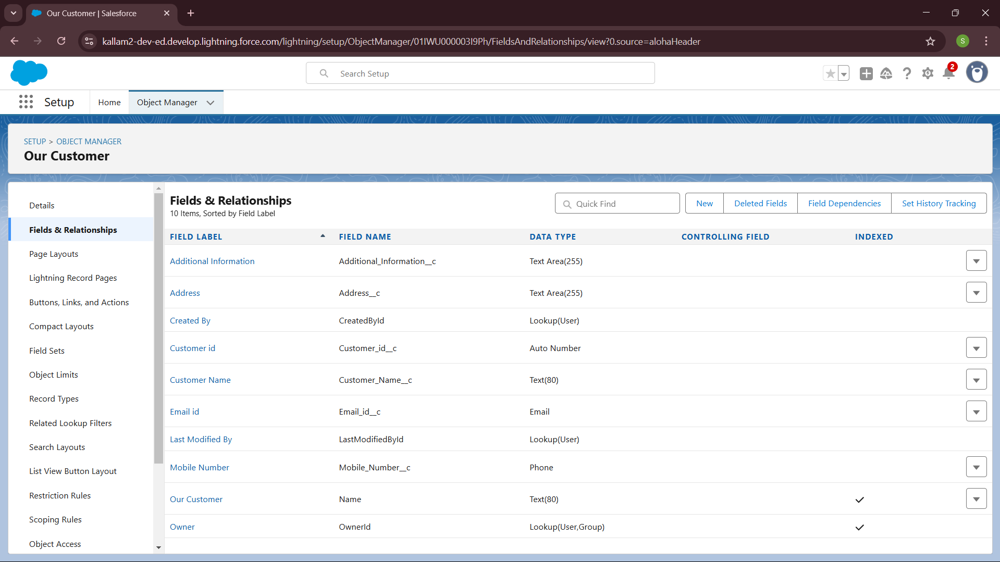 Our Customer | Salesforce
kallam2-dev-ed.develop.lightning.force.com/lightning/setup/ObjectManager/01IWU000003I9Ph/FieldsAndRelationships/view?0.source=alohaHeader
S
Search Setup
2
Setup
Home
Object Manager
SETUP > OBJECT MANAGER
Our Customer
Details
Fields & Relationships
Page Layouts
Lightning Record Pages
Buttons, Links, and Actions
Compact Layouts
Field Sets
Object Limits
Record Types
Related Lookup Filters
Search Layouts
List View Button Layout
Restriction Rules
Scoping Rules
Object Access
Fields & Relationships
10 Items, Sorted by Field Label
Quick Find
New
Deleted Fields
Field Dependencies
Set History Tracking
FIELD LABEL FIELD NAME DATA TYPE CONTROLLING FIELD INDEXED
Additional Information Additional_Information__c Text Area(255)
Address Address__c Text Area(255)
Created By CreatedById Lookup(User)
Customer id Customer_id__c Auto Number
Customer Name Customer_Name__c Text(80)
Email id Email_id__c Email
Last Modified By LastModifiedById Lookup(User)
Mobile Number Mobile_Number__c Phone
Our Customer Name Text(80)
Owner OwnerId Lookup(User,Group)